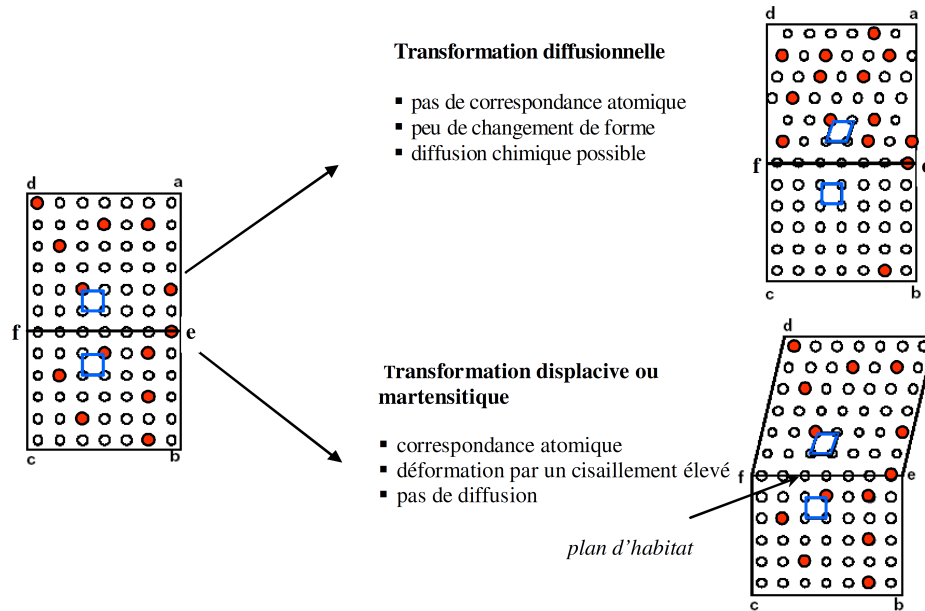 d a
f e
c b
Transformation diffusionnelle
▪ pas de correspondance atomique
▪ peu de changement de forme
▪ diffusion chimique possible
d a
f e
c b
Transformation displacive ou
martensitique
▪ correspondance atomique
▪ déformation par un cisaillement élevé
▪ pas de diffusion
plan d'habitat
d
f e
c b